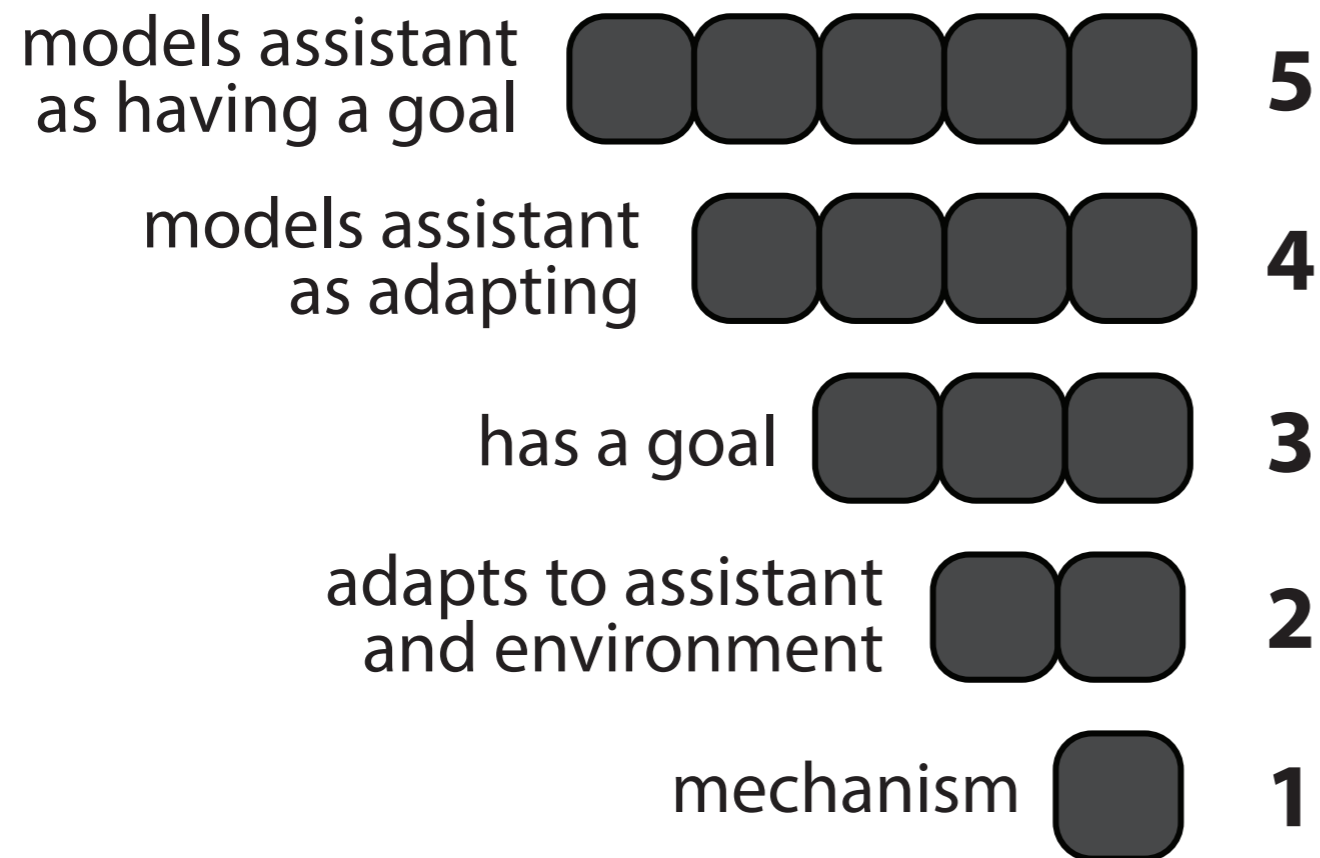 models assistant
as having a goal
5
models assistant
as adapting
4
has a goal
3
adapts to assistant
and environment
2
mechanism
1